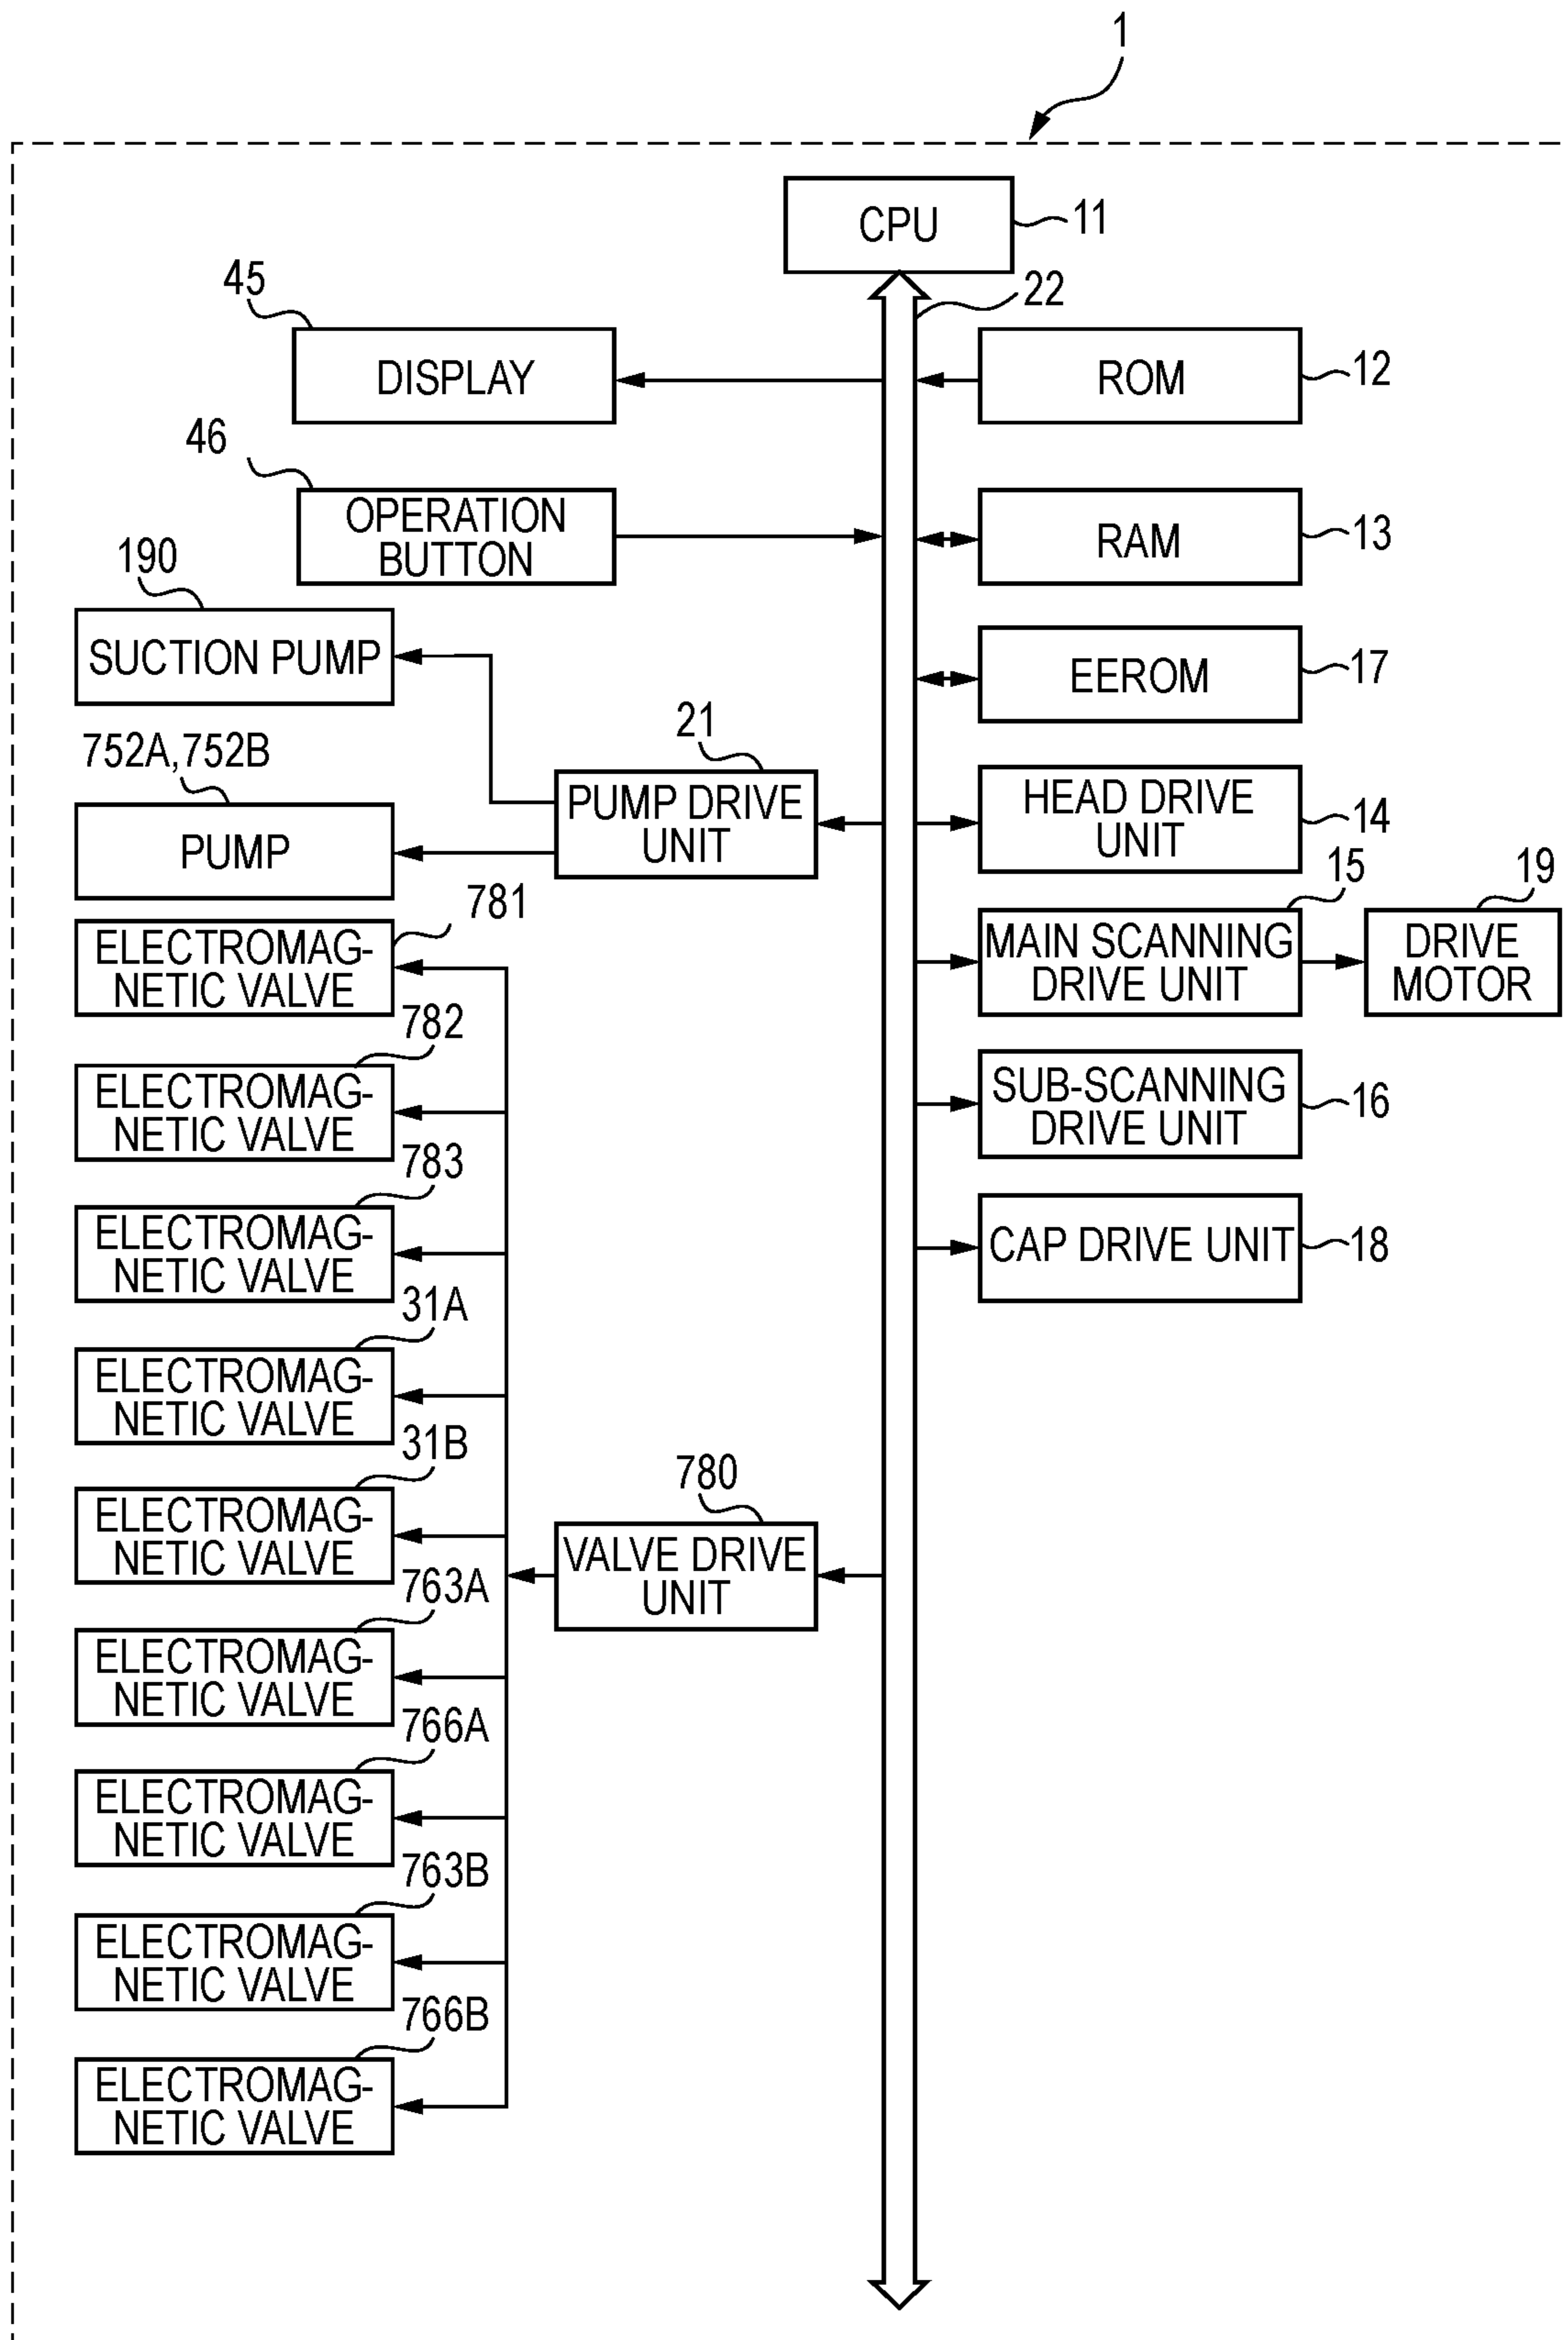 1
CPU
11
22
45
DISPLAY
ROM
12
46
OPERATION
BUTTON
RAM
13
190
SUCTION PUMP
EEROM
17
752A,752B
PUMP
21
PUMP DRIVE
UNIT
HEAD DRIVE
UNIT
14
781
ELECTROMAG-
NETIC VALVE
15
MAIN SCANNING
DRIVE UNIT
19
DRIVE
MOTOR
782
ELECTROMAG-
NETIC VALVE
SUB-SCANNING
DRIVE UNIT
16
783
ELECTROMAG-
NETIC VALVE
CAP DRIVE UNIT
18
31A
ELECTROMAG-
NETIC VALVE
31B
ELECTROMAG-
NETIC VALVE
780
VALVE DRIVE
UNIT
763A
ELECTROMAG-
NETIC VALVE
766A
ELECTROMAG-
NETIC VALVE
763B
ELECTROMAG-
NETIC VALVE
766B
ELECTROMAG-
NETIC VALVE